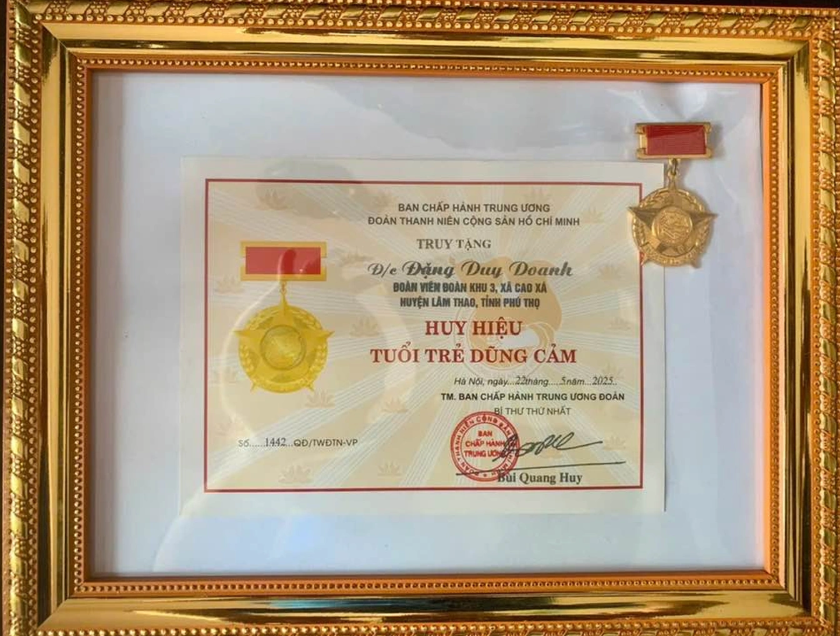 BAN CHẤP HÀNH TRUNG ƯƠNG
ĐOÀN THANH NIÊN CỘNG SẢN HỒ CHÍ MINH
TRUY TẶNG
Đ/c Đặng Duy Doanh
ĐOÀN VIÊN ĐOÀN KHU 3, XÃ CAO XÁ
HUYỆN LÂM THAO, TỈNH PHÚ THỌ
HUY HIỆU
TUỔI TRẺ DŨNG CẢM
Hà Nội, ngày...22tháng...5năm...2025..
TM. BAN CHẤP HÀNH TRUNG ƯƠNG ĐOÀN
BÍ THƯ THỨ NHẤT
Số......1442...QĐ/TWĐTN-VP
BAN
CHẤP HÀNH
TRUNG ƯƠNG
Bùi Quang Huy